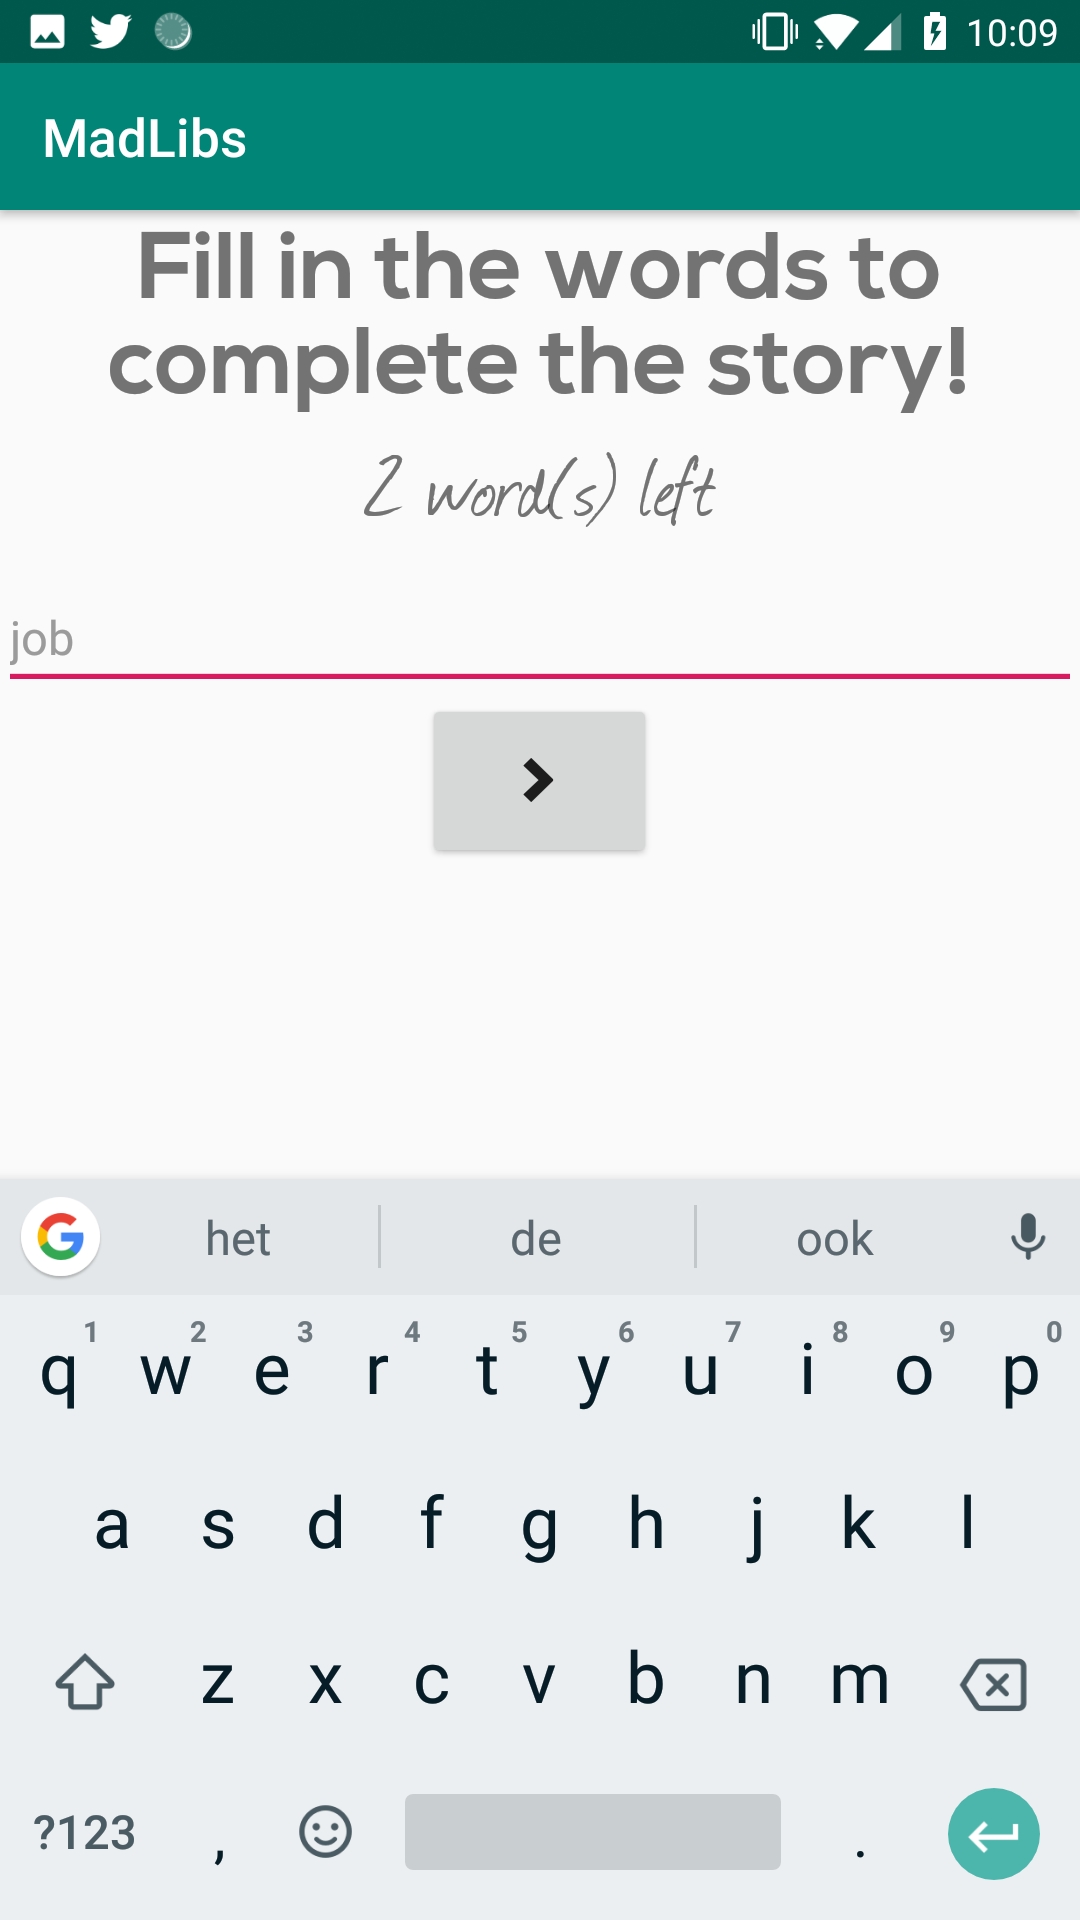 10:09
MadLibs
Fill in the words to
complete the story!
2 word(s) left
job
het de ook
1 2 3 4 5 6 7 8 9 0
q w e r t y u i o p
a s d f g h j k l
z x c v b n m
?123 , .